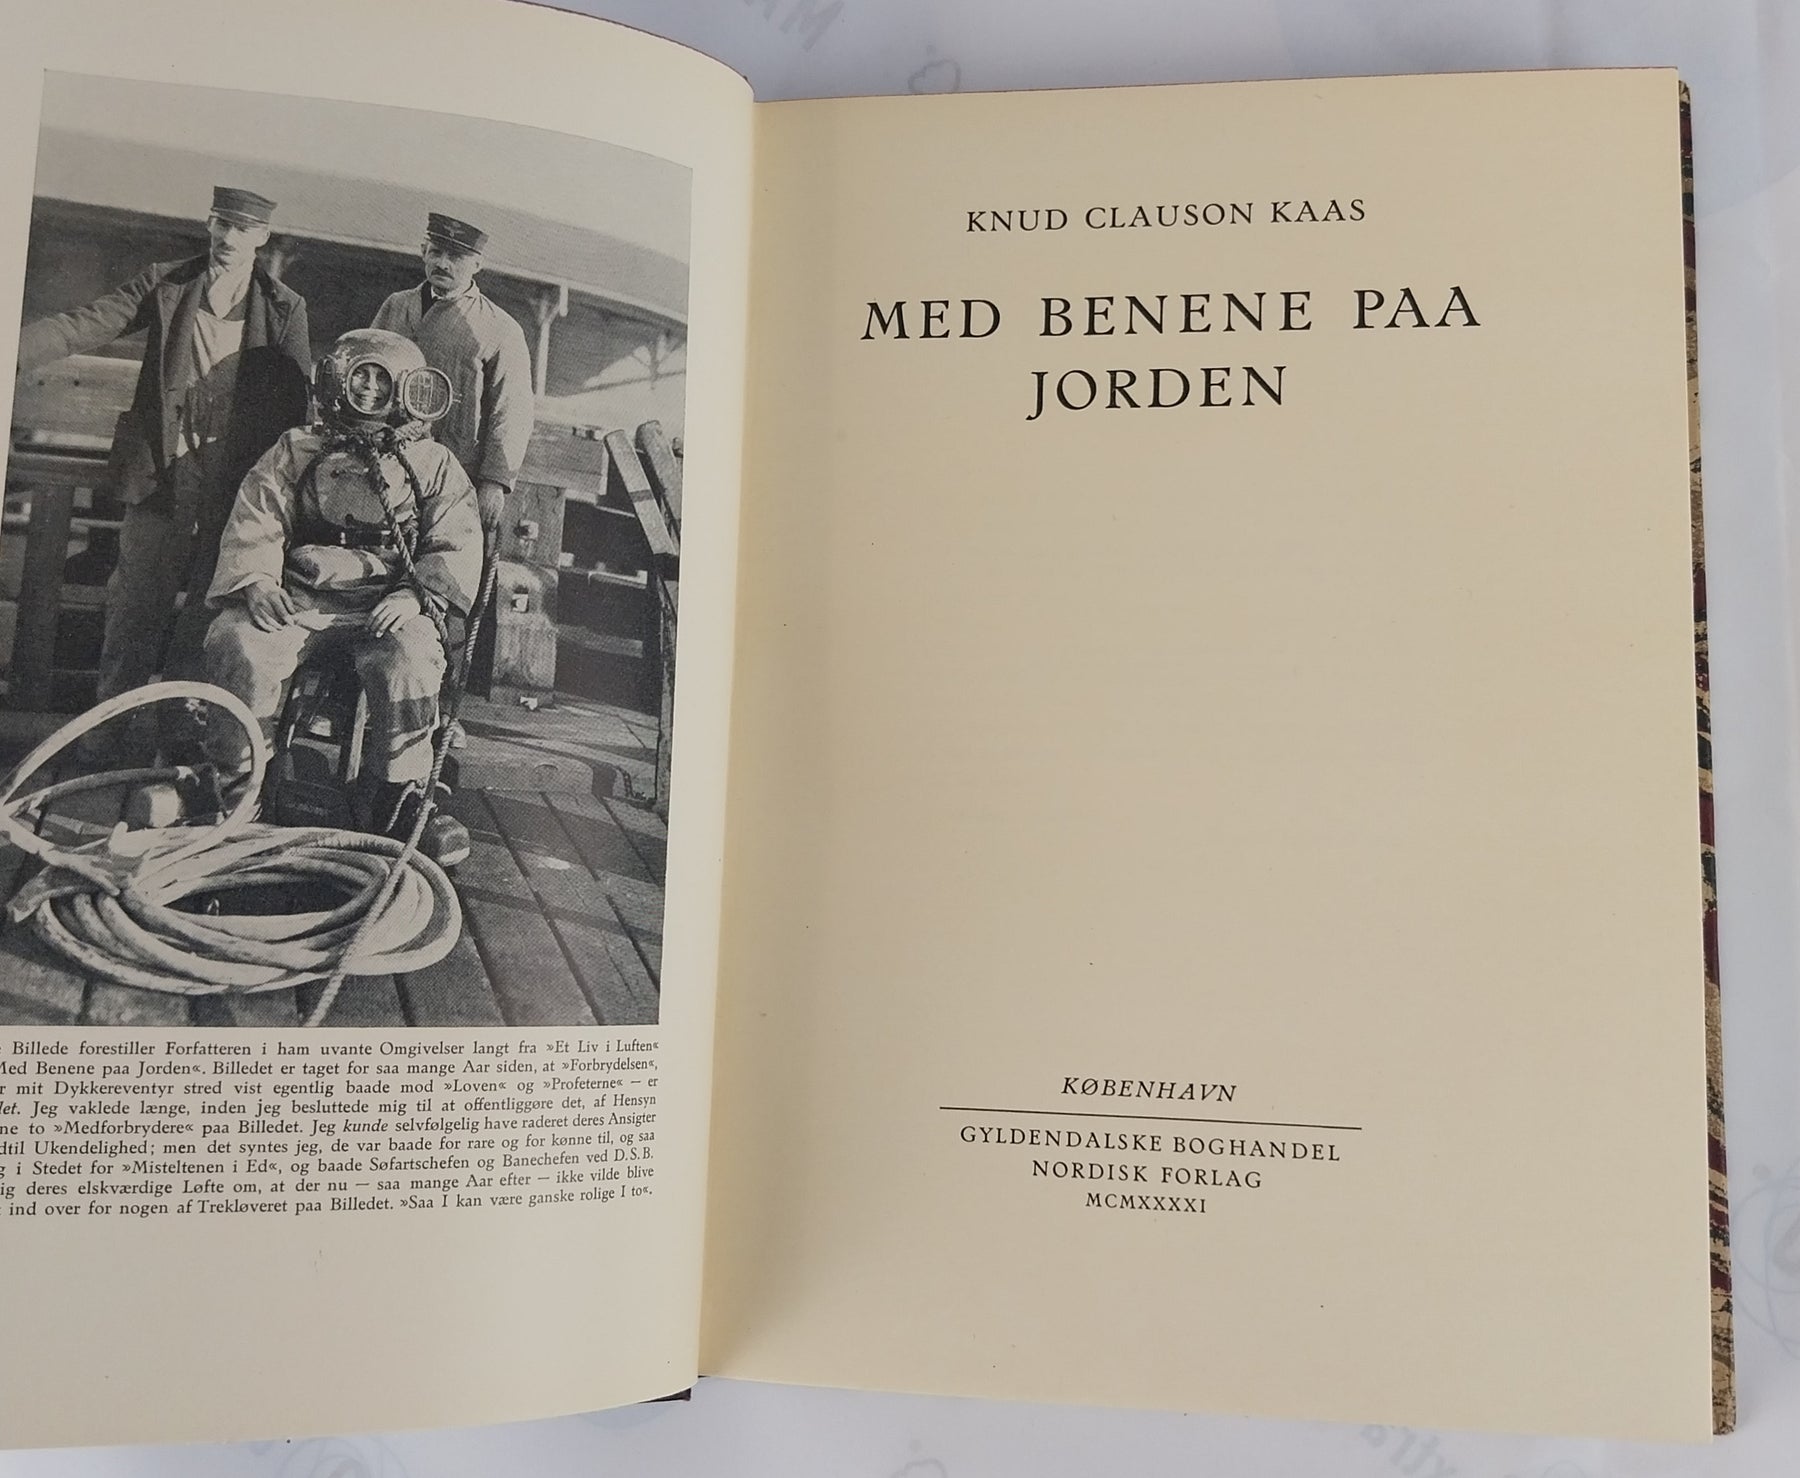 Billede forestiller Forfatteren i ham uvante Omgivelser langt fra »Et Liv i Luften«
Med Benene paa Jorden«. Billedet er taget for saa mange Aar siden, at »Forbrydelsen«,
mit Dykkereventyr stred vist egentlig baade mod »Loven« og »Profeterne« — er
Jeg vaklede længe, inden jeg besluttede mig til at offentliggøre det, af Hensyn
to »Medforbrydere« paa Billedet. Jeg kunde selvfølgelig have raderet deres Ansigter
Ukendelighed; men det syntes jeg, de var baade for rare og for kønne til, og saa
i Stedet for »Misteltenen i Ed«, og baade Søfartschefen og Banechefen ved D.S.B.
deres elskværdige Løfte om, at der nu — saa mange Aar efter — ikke vilde blive
ind over for nogen af Trekløveret paa Billedet. »Saa I kan være ganske rolige I to«.
KNUD CLAUSON KAAS
MED BENENE PAA
JORDEN
KØBENHAVN
GYLDENDALSKE BOGHANDEL
NORDISK FORLAG
MCMXXXXI